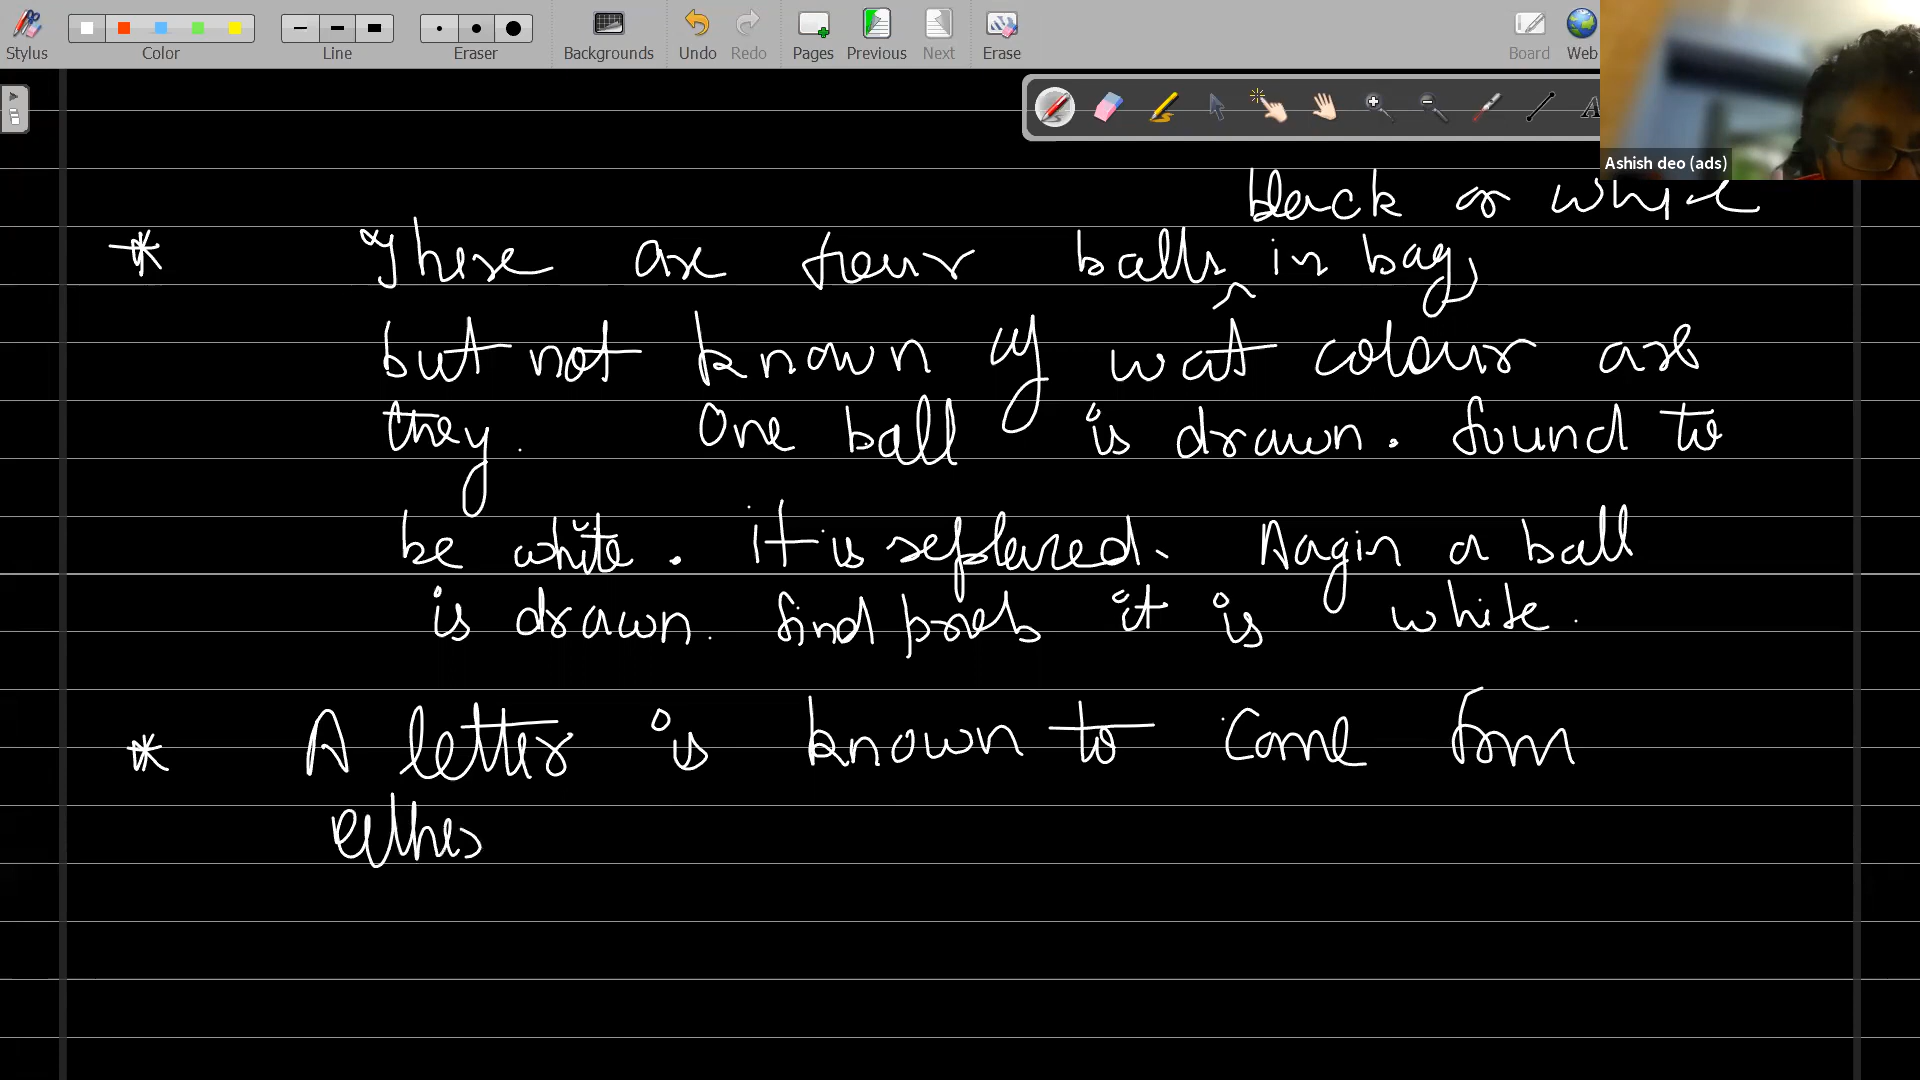 Stylus
Color
Line
Eraser
Backgrounds
Undo
Redo
Pages
Previous
Next
Erase
Board
Web
Ashish deo (ads)
black or white
* There are four balls ^ in bag,
but not known of wat colour are
they. One ball is drawn. found to
be white. it is replaced. Aagin a ball
is drawn. find prob it is white.
* A letter is known to come from
either